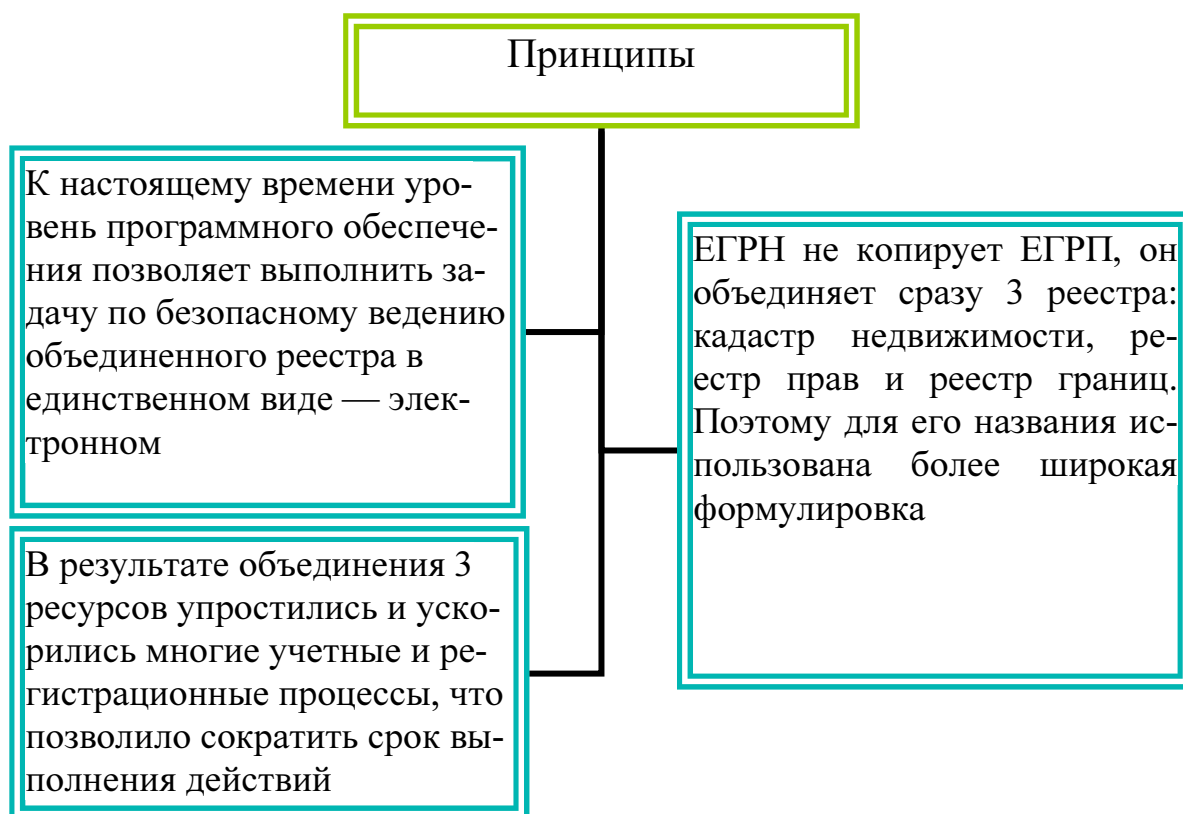 Принципы
К настоящему времени уро-
вень программного обеспече-
ния позволяет выполнить за-
дачу по безопасному ведению
объединенного реестра в
единственном виде — элек-
тронном
ЕГРН не копирует ЕГРП, он
объединяет сразу 3 реестра:
кадастр недвижимости, ре-
естр прав и реестр границ.
Поэтому для его названия ис-
пользована более широкая
формулировка
В результате объединения 3
ресурсов упростились и уско-
рились многие учетные и ре-
гистрационные процессы, что
позволило сократить срок вы-
полнения действий